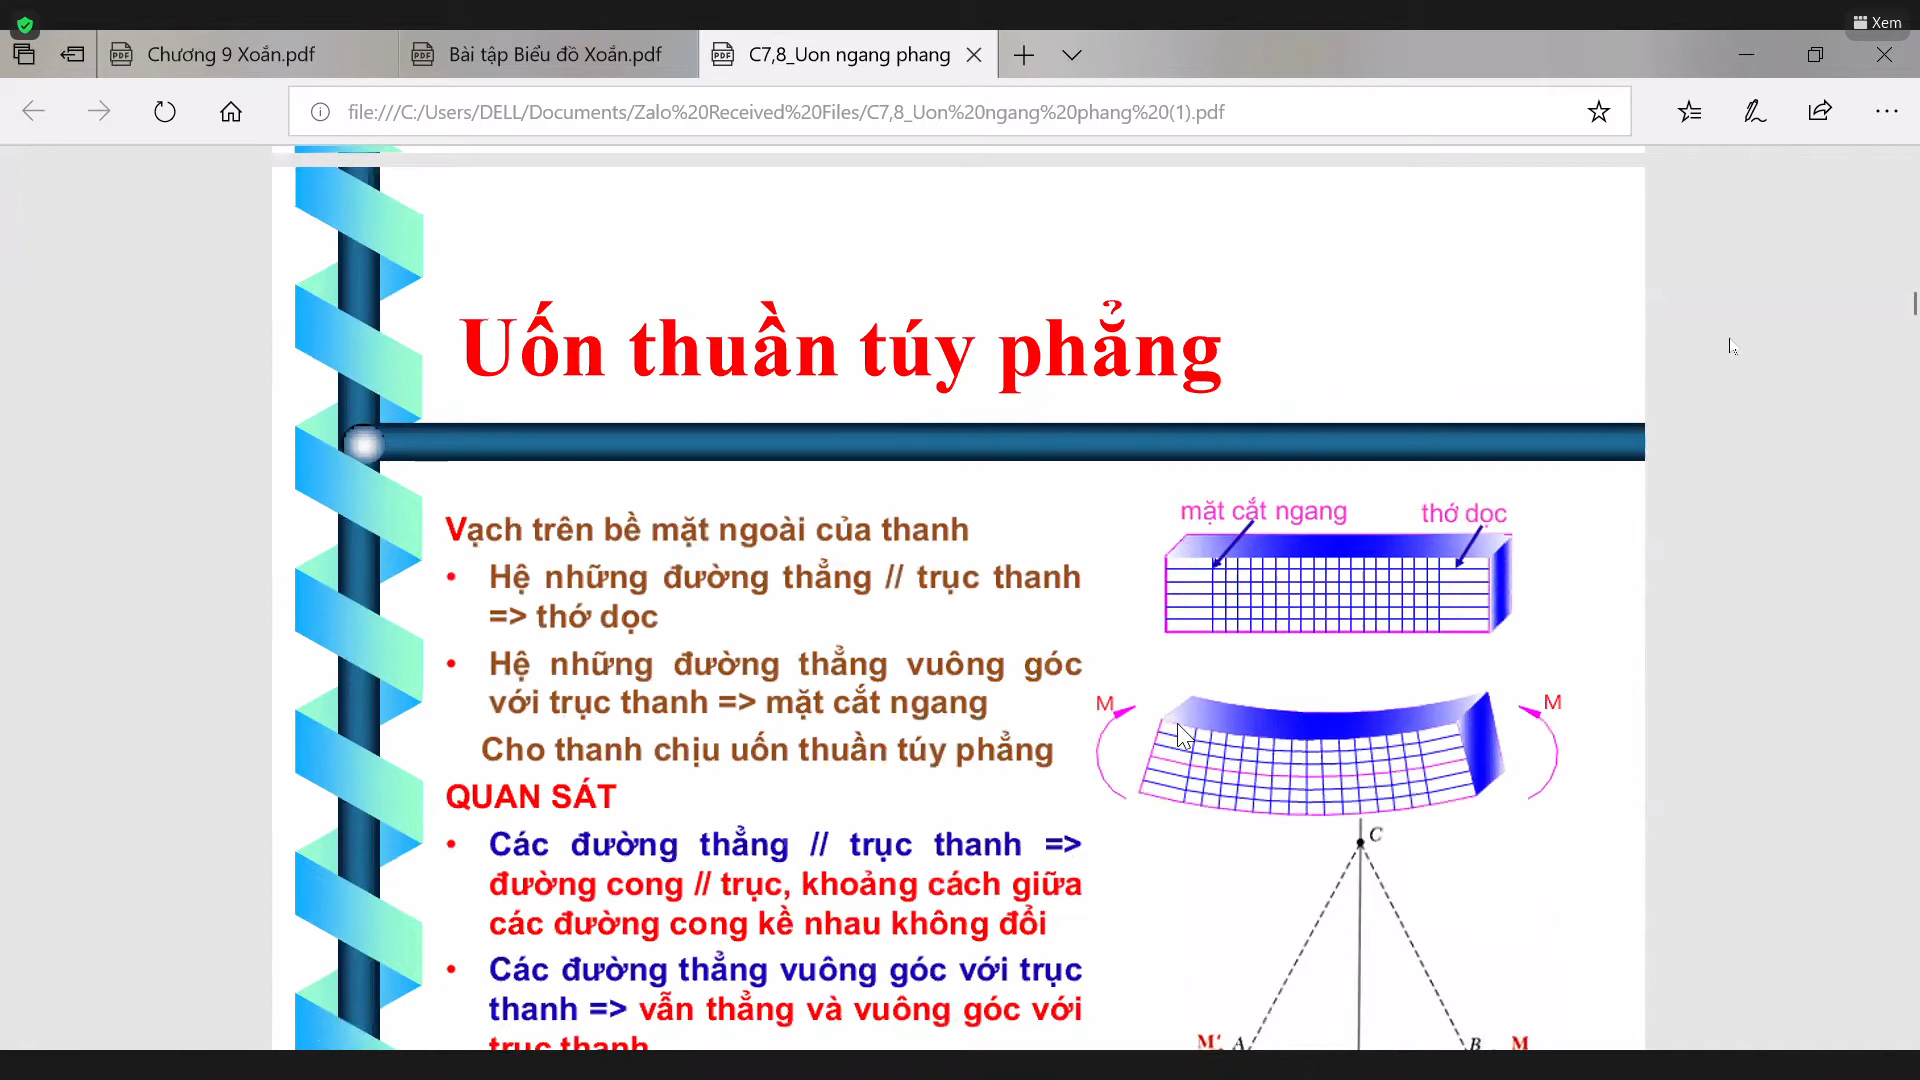 Xem
Chương 9 Xoắn.pdf
Bài tập Biểu đồ Xoắn.pdf
C7,8_Uon ngang phang
file:///C:/Users/DELL/Documents/Zalo%20Received%20Files/C7,8_Uon%20ngang%20phang%20(1).pdf
Uốn thuần túy phẳng
Vạch trên bề mặt ngoài của thanh
• Hệ những đường thẳng // trục thanh
=> thớ dọc
• Hệ những đường thẳng vuông góc
với trục thanh => mặt cắt ngang
Cho thanh chịu uốn thuần túy phẳng
QUAN SÁT
• Các đường thẳng // trục thanh =>
đường cong // trục, khoảng cách giữa
các đường cong kề nhau không đổi
• Các đường thẳng vuông góc với trục
thanh => vẫn thẳng và vuông góc với
trục thanh
mặt cắt ngang
thớ dọc
M
M
C
M' A
B M